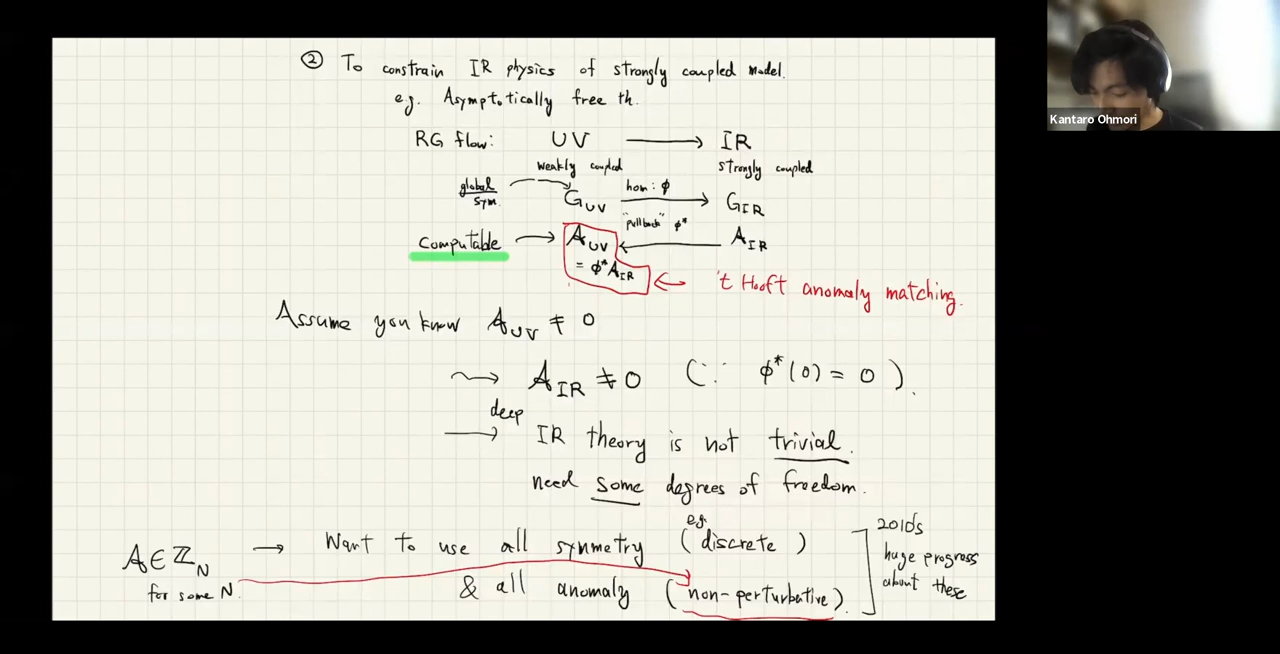 ② To constrain IR physics of strongly coupled model.
e.g. Asymptotically free th.
RG flow: UV → IR
weakly coupled strongly coupled
global sym. G_UV hom: φ G_IR
"pullback" φ*
Computable → A_UV ← A_IR
= φ* A_IR ← 't Hooft anomaly matching.
Assume you know A_UV ≠ 0
⇝ A_IR ≠ 0 (∵ φ*(0) = 0).
deep
→ IR theory is not trivial.
need some degrees of freedom.
A ∈ ℤ_N → Want to use all symmetry (e.g. discrete)
for some N. & all anomaly (non-perturbative).
2010's
huge progress
about these
Kantaro Ohmori